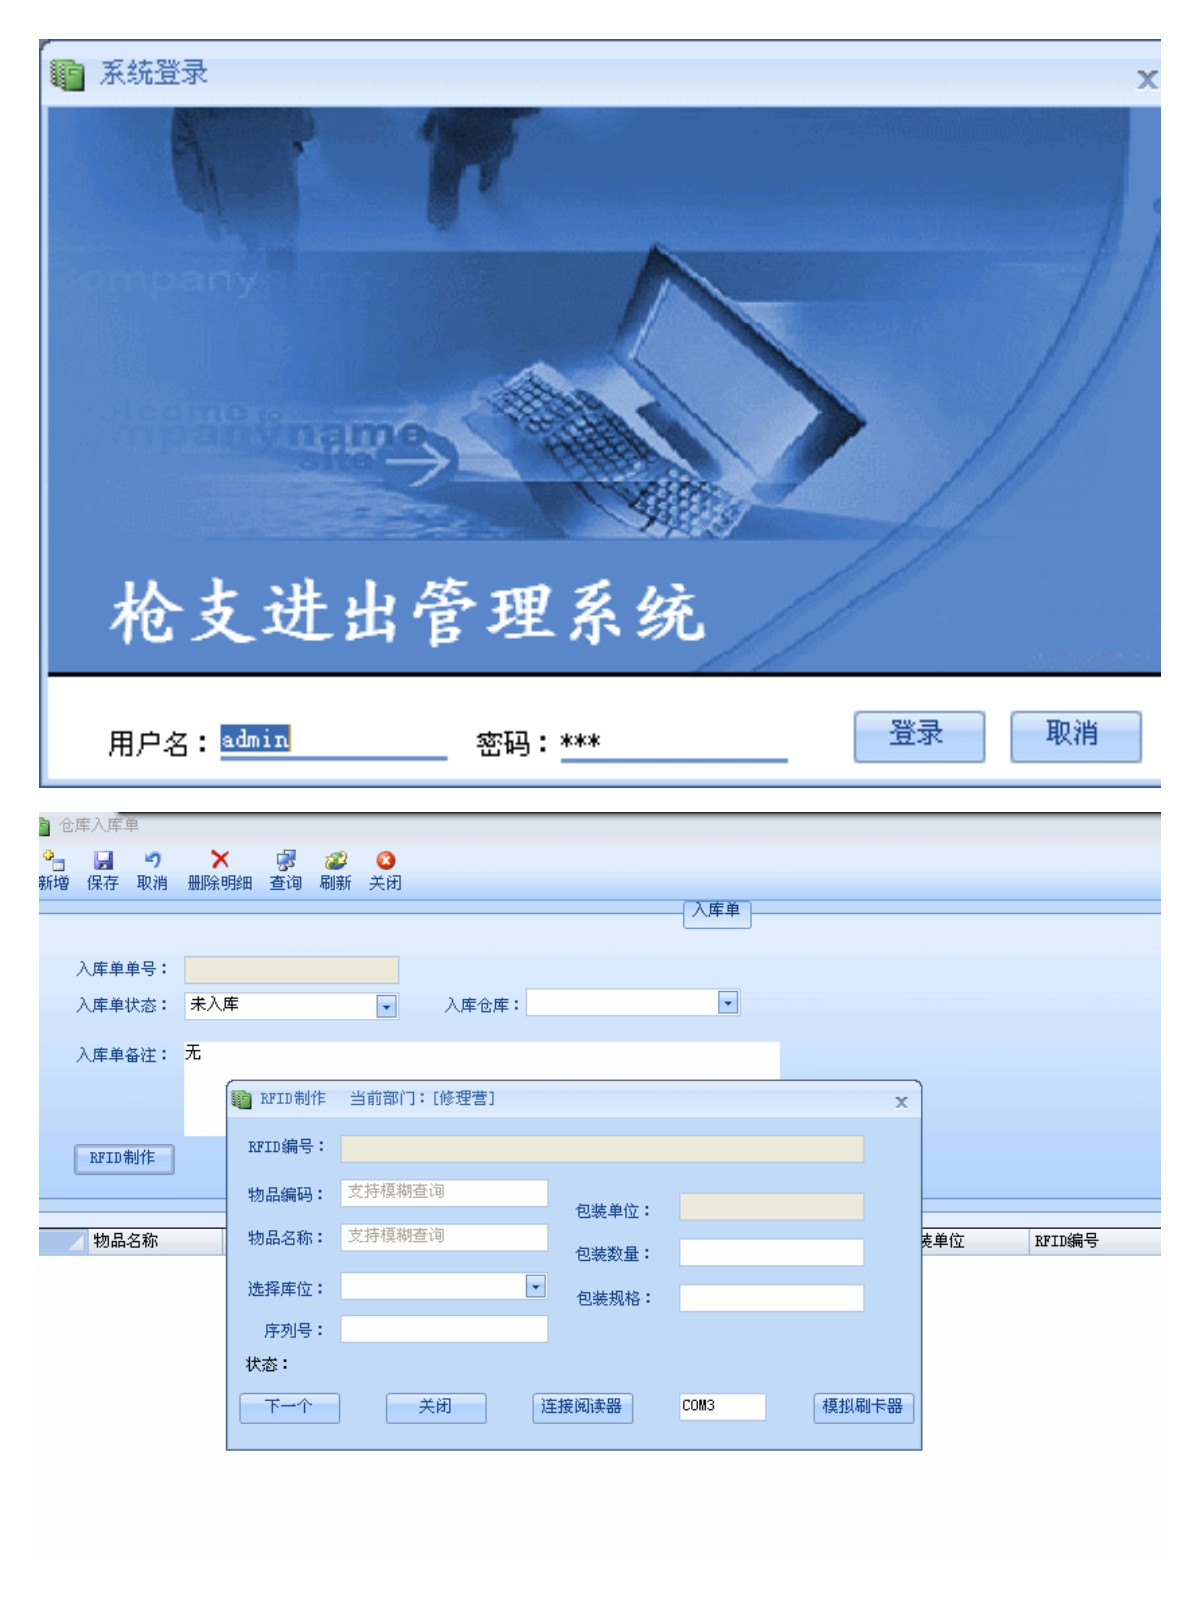 系统登录
company
welcome to
companyname
site
枪支进出管理系统
用户名：admin 密码：*** 登录 取消
仓库入库单
新增 保存 取消 删除明细 查询 刷新 关闭
入库单
入库单单号：
入库单状态： 未入库 入库仓库：
入库单备注： 无
RFID制作 当前部门：[修理营]
RFID编号：
RFID制作
物品编码： 支持模糊查询 包装单位：
物品名称： 支持模糊查询 包装数量：
物品名称 装单位 RFID编号
选择库位： 包装规格：
序列号：
状态：
下一个 关闭 连接阅读器 COM3 模拟刷卡器